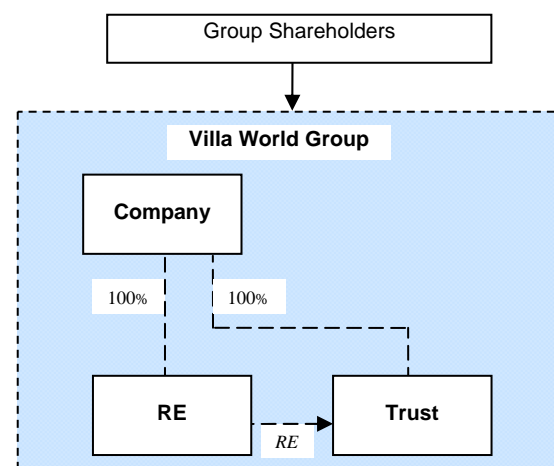 Group Shareholders
Villa World Group
Company
100%
100%
RE
Trust
RE